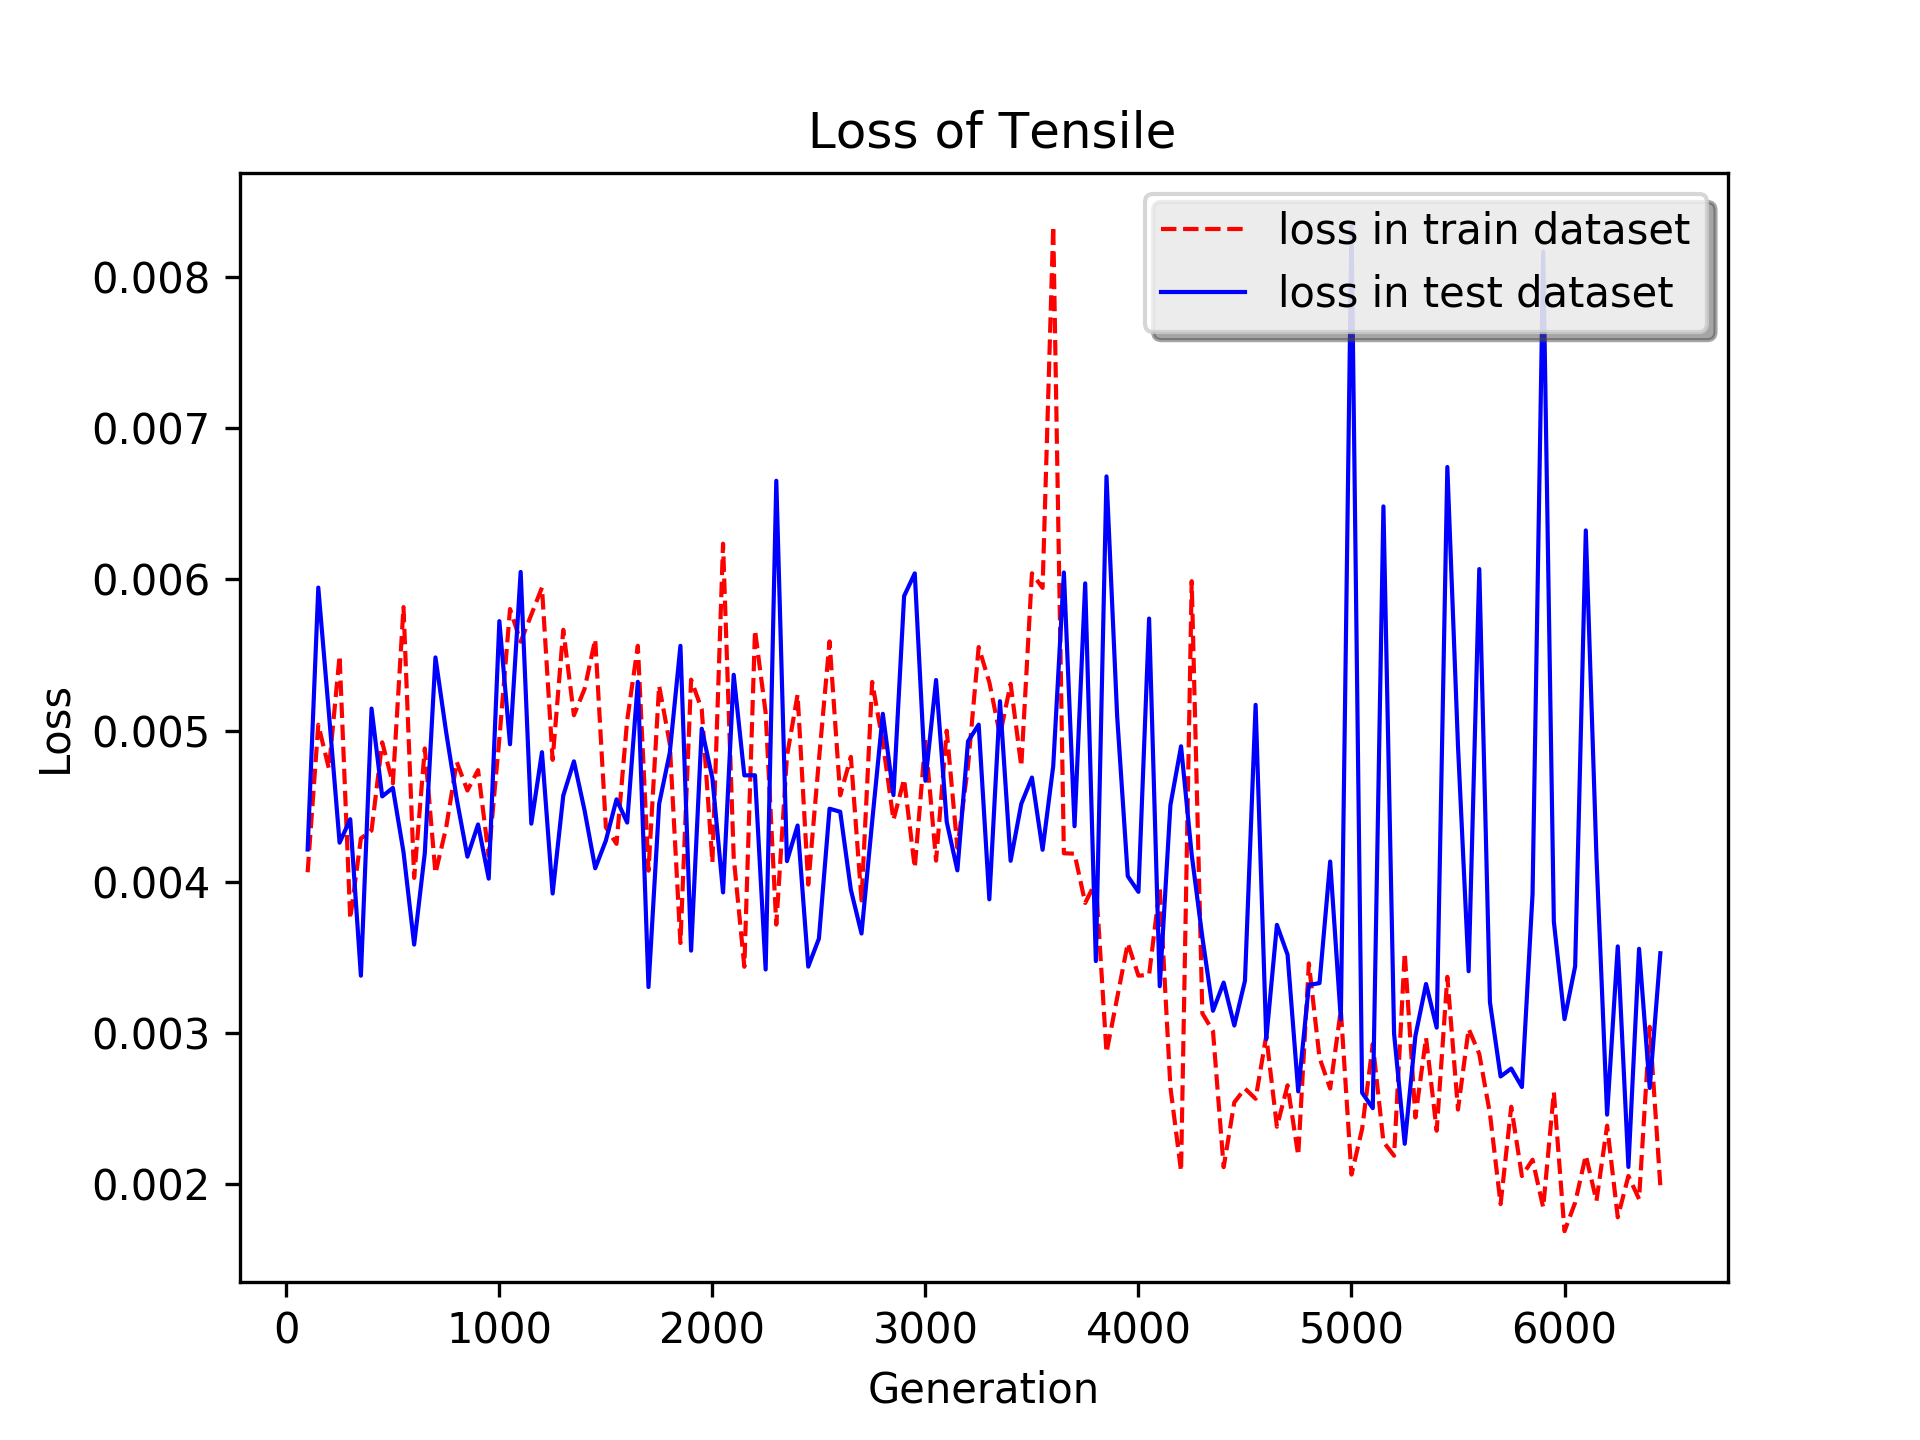 Loss of Tensile
loss in train dataset
loss in test dataset
0.008
0.007
0.006
0.005
0.004
0.003
0.002
Loss
0 1000 2000 3000 4000 5000 6000
Generation